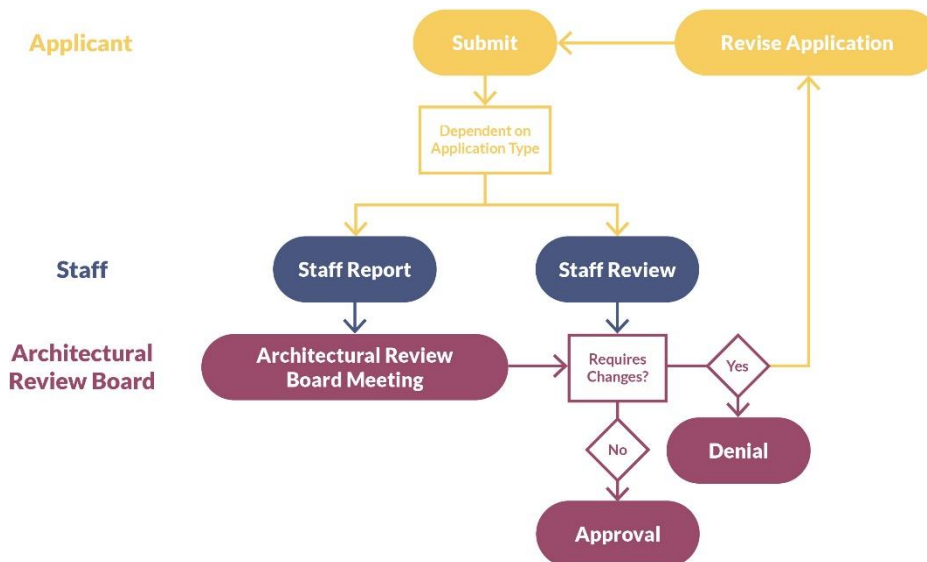 Applicant
Submit
Revise Application
Dependent on
Application Type
Staff
Staff Report
Staff Review
Architectural
Review Board
Architectural Review
Board Meeting
Requires
Changes?
Yes
No
Denial
Approval